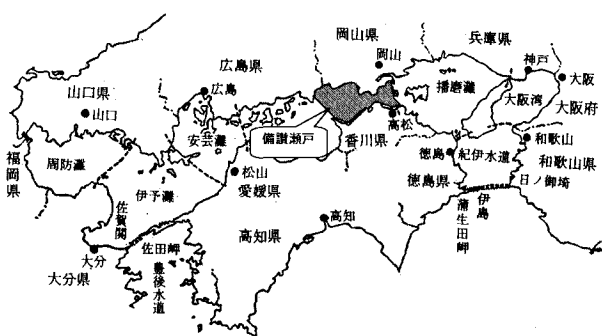 兵庫県
岡山県
岡山
神戸
大阪
広島県
広島
播磨灘
大阪湾
大阪府
山口県
山口
安芸灘
備讃瀬戸
香川県
高松
和歌山
福岡県
周防灘
徳島
紀伊水道
和歌山県
松山
愛媛県
伊予灘
徳島県
日ノ御埼
伊島
蒲生田岬
佐賀関
高知県
高知
大分
佐田岬
大分県
豊後水道